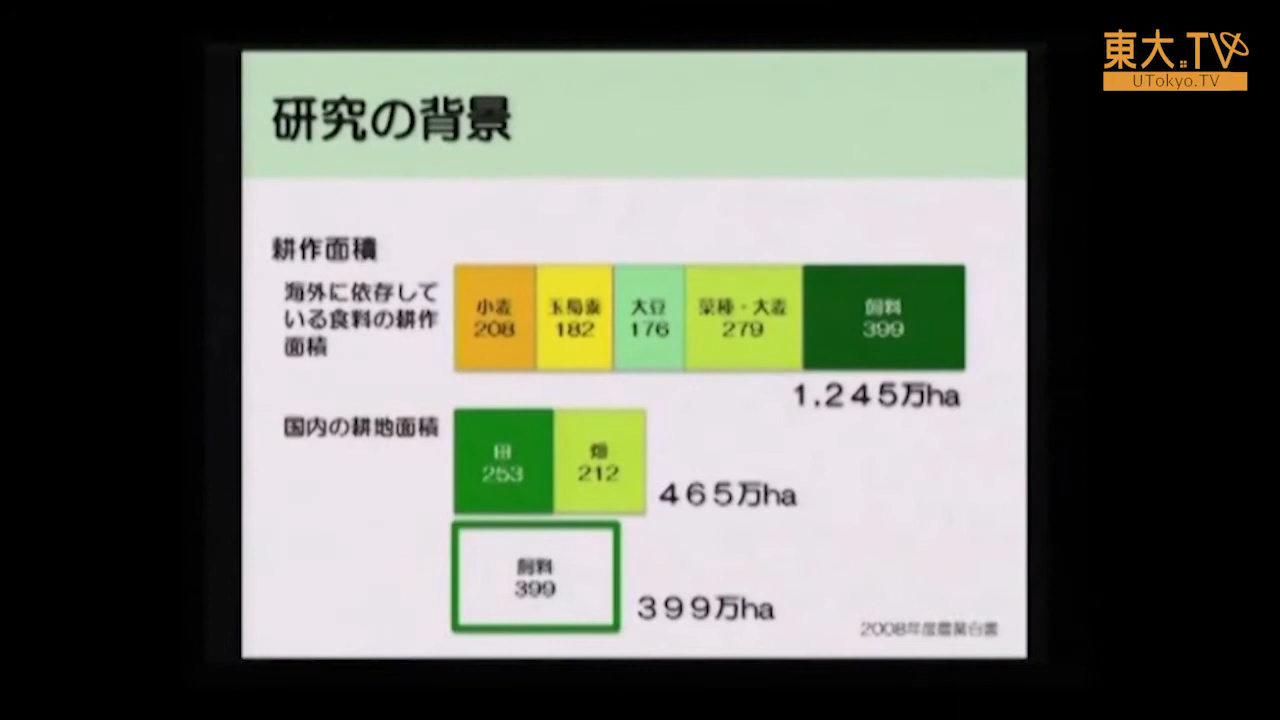 東大.TV
UTokyo.TV
研究の背景
耕作面積
海外に依存して
いる食料の耕作
面積
小麦
208
玉蜀黍
182
大豆
176
菜種・大麦
279
飼料
399
1,245万ha
国内の耕地面積
田
253
畑
212
465万ha
飼料
399
399万ha
2008年度農業白書